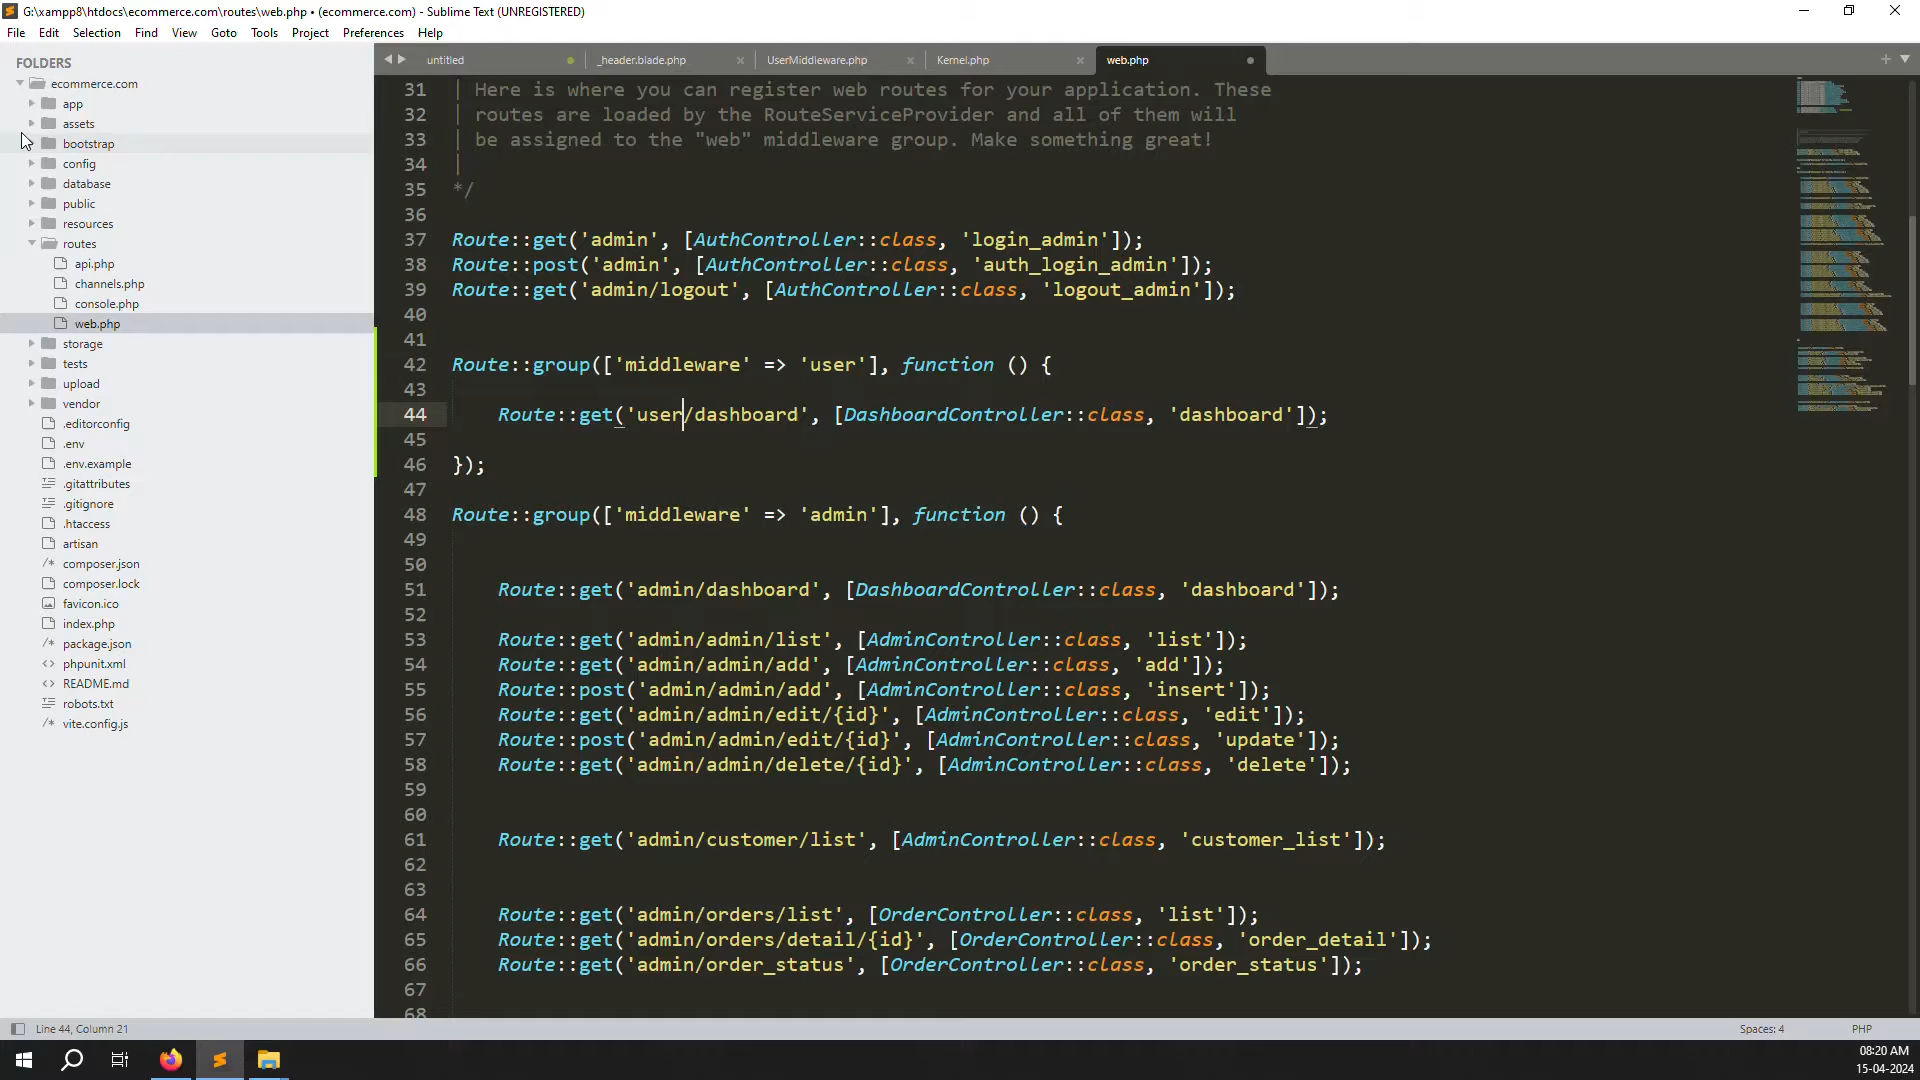 G:\xampp8\htdocs\ecommerce.com\routes\web.php • (ecommerce.com) - Sublime Text (UNREGISTERED)
File Edit Selection Find View Goto Tools Project Preferences Help
FOLDERS
ecommerce.com
app
assets
bootstrap
config
database
public
resources
routes
api.php
channels.php
console.php
web.php
storage
tests
upload
vendor
.editorconfig
.env
.env.example
.gitattributes
.gitignore
.htaccess
artisan
composer.json
composer.lock
favicon.ico
index.php
package.json
phpunit.xml
README.md
robots.txt
vite.config.js
untitled _header.blade.php UserMiddleware.php Kernel.php web.php
31 | Here is where you can register web routes for your application. These
32 | routes are loaded by the RouteServiceProvider and all of them will
33 | be assigned to the "web" middleware group. Make something great!
34 |
35 */
36
37 Route::get('admin', [AuthController::class, 'login_admin']);
38 Route::post('admin', [AuthController::class, 'auth_login_admin']);
39 Route::get('admin/logout', [AuthController::class, 'logout_admin']);
40
41
42 Route::group(['middleware' => 'user'], function () {
43
44 Route::get('user/dashboard', [DashboardController::class, 'dashboard']);
45
46 });
47
48 Route::group(['middleware' => 'admin'], function () {
49
50
51 Route::get('admin/dashboard', [DashboardController::class, 'dashboard']);
52
53 Route::get('admin/admin/list', [AdminController::class, 'list']);
54 Route::get('admin/admin/add', [AdminController::class, 'add']);
55 Route::post('admin/admin/add', [AdminController::class, 'insert']);
56 Route::get('admin/admin/edit/{id}', [AdminController::class, 'edit']);
57 Route::post('admin/admin/edit/{id}', [AdminController::class, 'update']);
58 Route::get('admin/admin/delete/{id}', [AdminController::class, 'delete']);
59
60
61 Route::get('admin/customer/list', [AdminController::class, 'customer_list']);
62
63
64 Route::get('admin/orders/list', [OrderController::class, 'list']);
65 Route::get('admin/orders/detail/{id}', [OrderController::class, 'order_detail']);
66 Route::get('admin/order_status', [OrderController::class, 'order_status']);
67
68
Line 44, Column 21 Spaces: 4 PHP
08:20 AM
15-04-2024